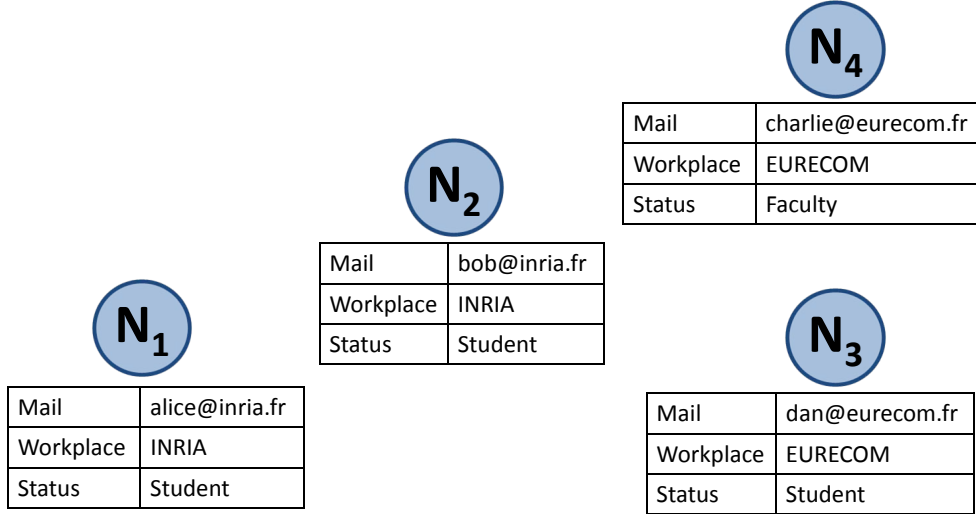 N4
Mail charlie@eurecom.fr
Workplace EURECOM
Status Faculty
N2
Mail bob@inria.fr
Workplace INRIA
Status Student
N1
Mail alice@inria.fr
Workplace INRIA
Status Student
N3
Mail dan@eurecom.fr
Workplace EURECOM
Status Student